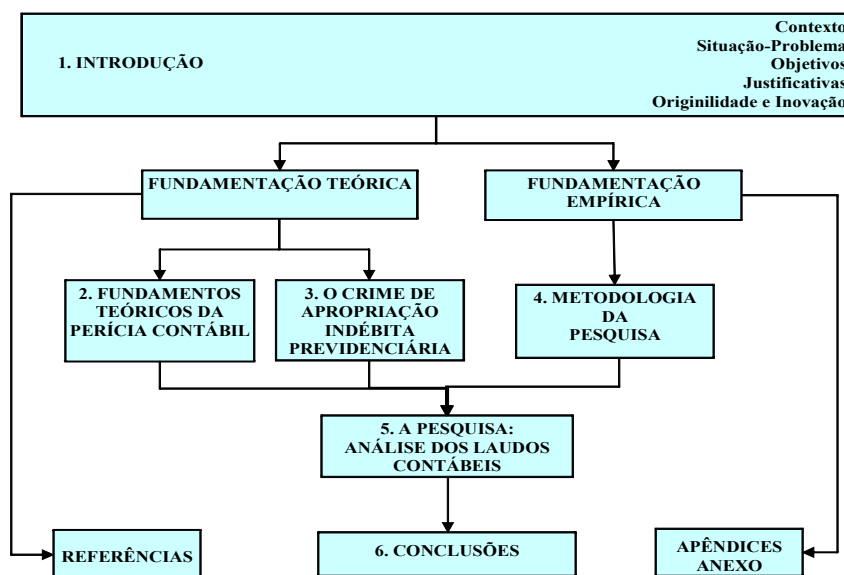 1. INTRODUÇÃO
Contexto
Situação-Problema
Objetivos
Justificativas
Originilidade e Inovação
FUNDAMENTAÇÃO TEÓRICA
FUNDAMENTAÇÃO
EMPÍRICA
2. FUNDAMENTOS
TEÓRICOS DA
PERÍCIA CONTÁBIL
3. O CRIME DE
APROPRIAÇÃO
INDÉBITA
PREVIDENCIÁRIA
4. METODOLOGIA
DA
PESQUISA
5. A PESQUISA:
ANÁLISE DOS LAUDOS
CONTÁBEIS
REFERÊNCIAS
6. CONCLUSÕES
APÊNDICES
ANEXO